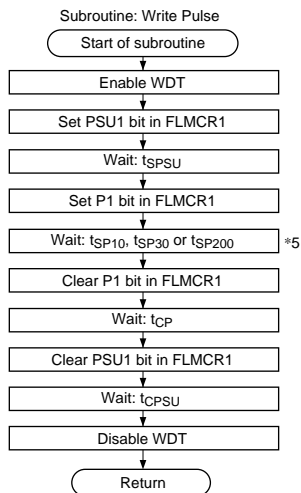 Subroutine: Write Pulse
Start of subroutine
Enable WDT
Set PSU1 bit in FLMCR1
Wait: tSPSU
Set P1 bit in FLMCR1
Wait: tSP10, tSP30 or tSP200 *5
Clear P1 bit in FLMCR1
Wait: tCP
Clear PSU1 bit in FLMCR1
Wait: tCPSU
Disable WDT
Return